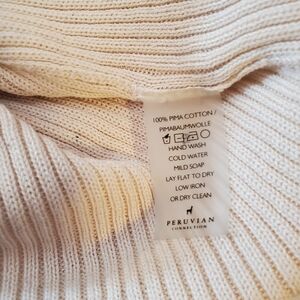 100% PIMA COTTON /
PIMABAUMWOLLE
HAND WASH
COLD WATER
MILD SOAP
LAY FLAT TO DRY
LOW IRON
OR DRY CLEAN
PERUVIAN
CONNECTION